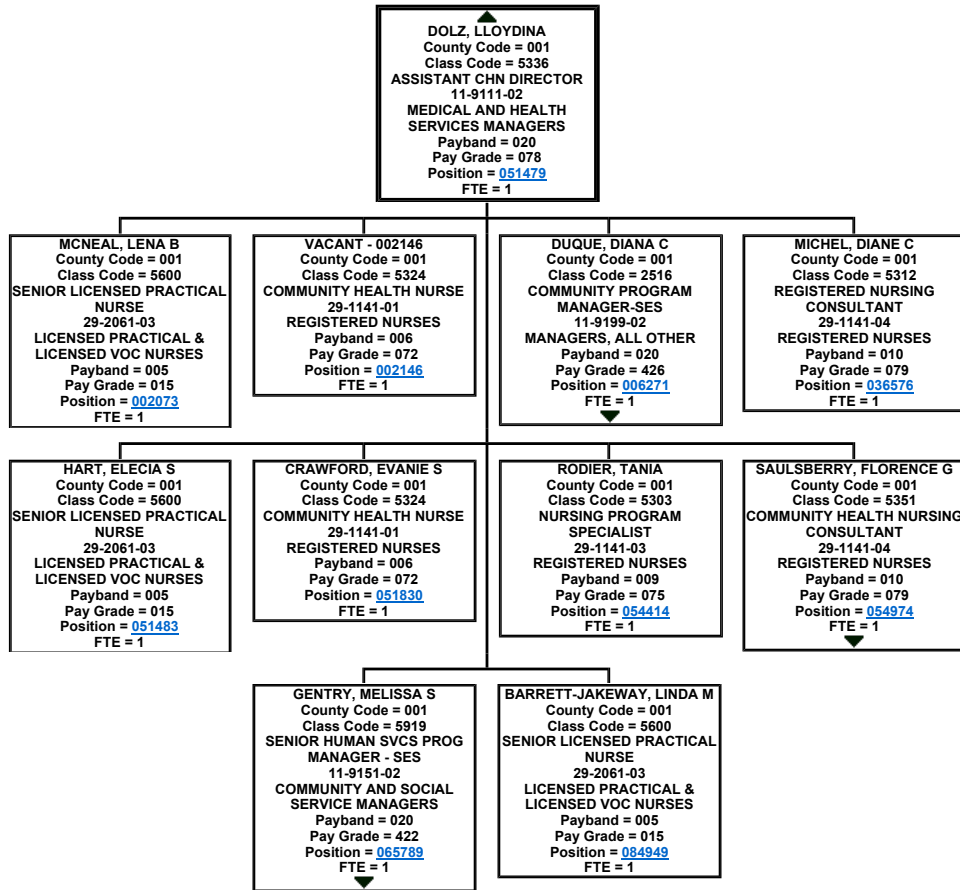 DOLZ, LLOYDINA
County Code = 001
Class Code = 5336
ASSISTANT CHN DIRECTOR
11-9111-02
MEDICAL AND HEALTH
SERVICES MANAGERS
Payband = 020
Pay Grade = 078
Position = 051479
FTE = 1
MCNEAL, LENA B
County Code = 001
Class Code = 5600
SENIOR LICENSED PRACTICAL
NURSE
29-2061-03
LICENSED PRACTICAL &
LICENSED VOC NURSES
Payband = 005
Pay Grade = 015
Position = 002073
FTE = 1
VACANT - 002146
County Code = 001
Class Code = 5324
COMMUNITY HEALTH NURSE
29-1141-01
REGISTERED NURSES
Payband = 006
Pay Grade = 072
Position = 002146
FTE = 1
DUQUE, DIANA C
County Code = 001
Class Code = 2516
COMMUNITY PROGRAM
MANAGER-SES
11-9199-02
MANAGERS, ALL OTHER
Payband = 020
Pay Grade = 426
Position = 006271
FTE = 1
MICHEL, DIANE C
County Code = 001
Class Code = 5312
REGISTERED NURSING
CONSULTANT
29-1141-04
REGISTERED NURSES
Payband = 010
Pay Grade = 079
Position = 036576
FTE = 1
HART, ELECIA S
County Code = 001
Class Code = 5600
SENIOR LICENSED PRACTICAL
NURSE
29-2061-03
LICENSED PRACTICAL &
LICENSED VOC NURSES
Payband = 005
Pay Grade = 015
Position = 051483
FTE = 1
CRAWFORD, EVANIE S
County Code = 001
Class Code = 5324
COMMUNITY HEALTH NURSE
29-1141-01
REGISTERED NURSES
Payband = 006
Pay Grade = 072
Position = 051830
FTE = 1
RODIER, TANIA
County Code = 001
Class Code = 5303
NURSING PROGRAM
SPECIALIST
29-1141-03
REGISTERED NURSES
Payband = 009
Pay Grade = 075
Position = 054414
FTE = 1
SAULSBERRY, FLORENCE G
County Code = 001
Class Code = 5351
COMMUNITY HEALTH NURSING
CONSULTANT
29-1141-04
REGISTERED NURSES
Payband = 010
Pay Grade = 079
Position = 054974
FTE = 1
GENTRY, MELISSA S
County Code = 001
Class Code = 5919
SENIOR HUMAN SVCS PROG
MANAGER - SES
11-9151-02
COMMUNITY AND SOCIAL
SERVICE MANAGERS
Payband = 020
Pay Grade = 422
Position = 065789
FTE = 1
BARRETT-JAKEWAY, LINDA M
County Code = 001
Class Code = 5600
SENIOR LICENSED PRACTICAL
NURSE
29-2061-03
LICENSED PRACTICAL &
LICENSED VOC NURSES
Payband = 005
Pay Grade = 015
Position = 084949
FTE = 1